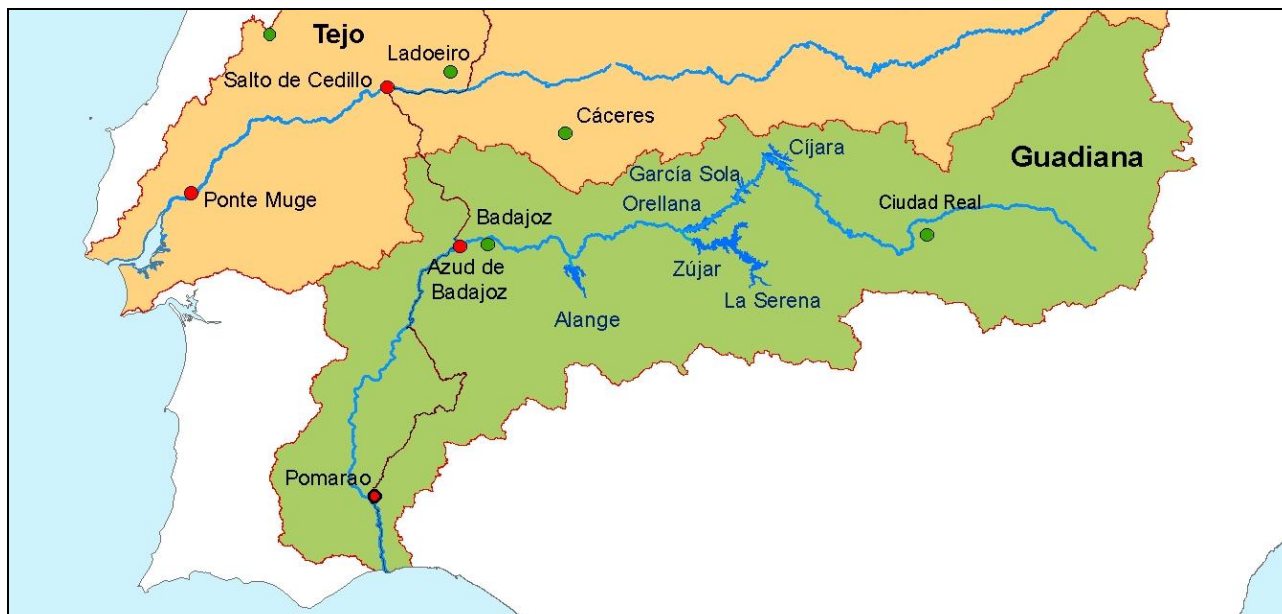 Tejo
Ladoeiro
Salto de Cedillo
Cáceres
Cíjara
Guadiana
García Sola
Ponte Muge
Orellana
Ciudad Real
Badajoz
Azud de
Badajoz
Zújar
La Serena
Alange
Pomarao